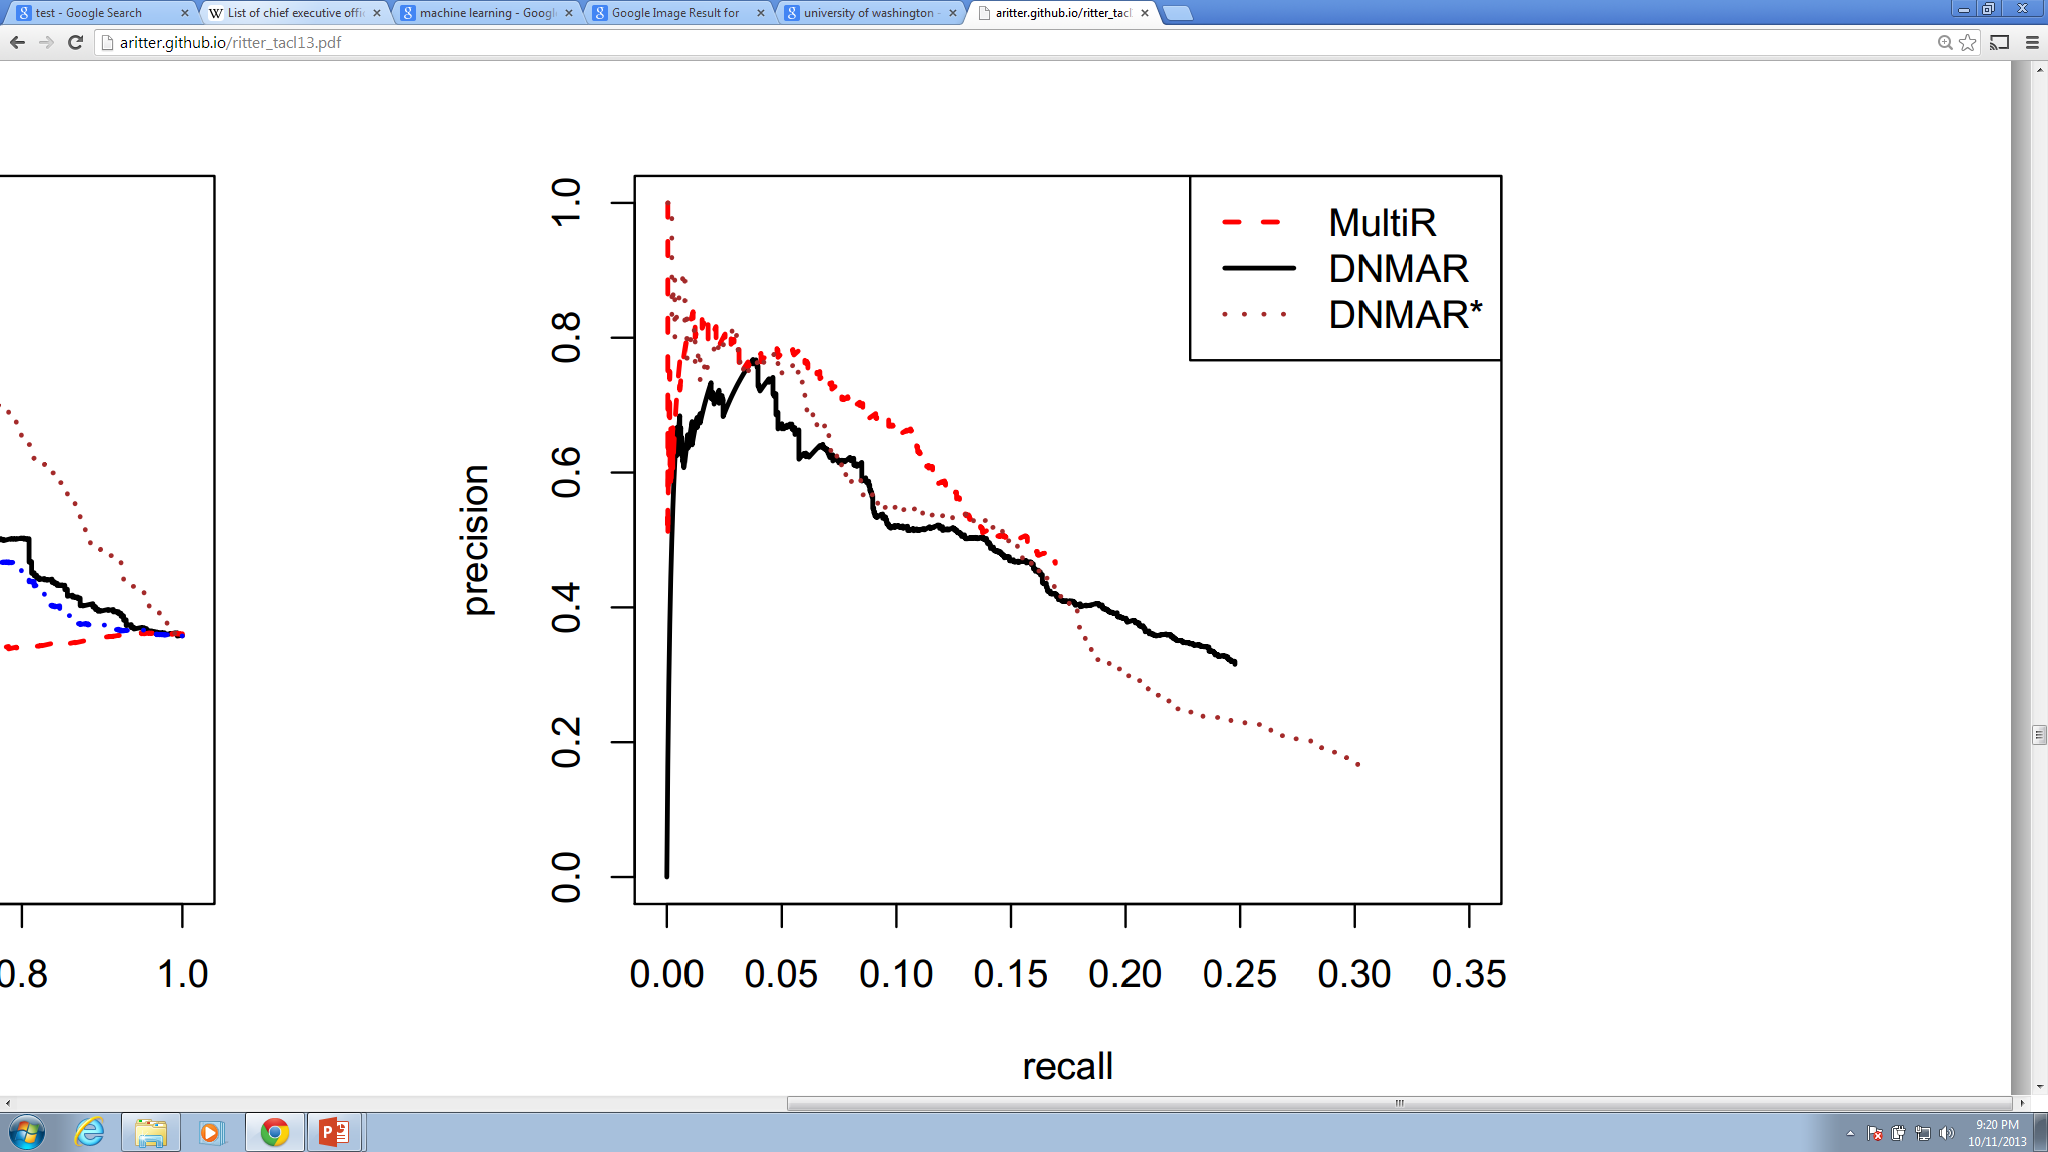 test - Google Search
List of chief executive offi
machine learning - Googl
Google Image Result for
university of washington -
aritter.github.io/ritter_tacl
aritter.github.io/ritter_tacl13.pdf
MultiR
DNMAR
DNMAR*
precision
1.0
0.8
0.6
0.4
0.2
0.0
0.8
1.0
0.00 0.05 0.10 0.15 0.20 0.25 0.30 0.35
recall
9:20 PM
10/11/2013